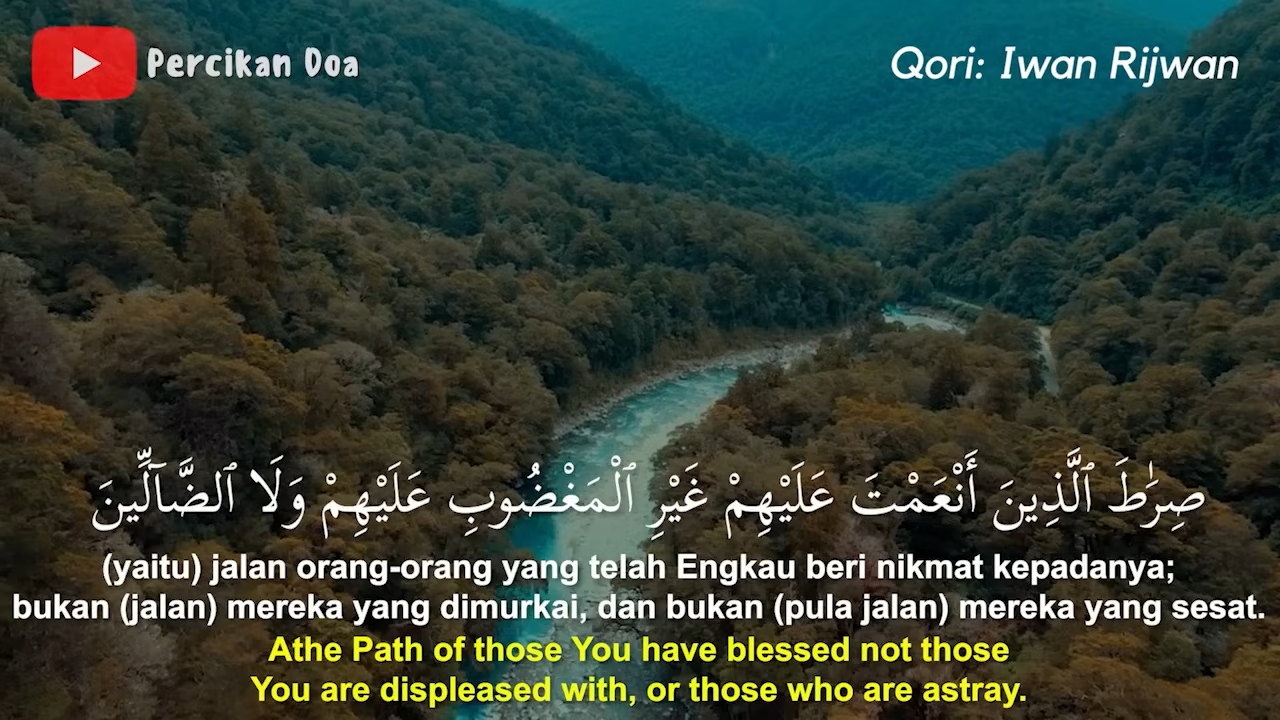 Percikan Doa
Qori: Iwan Rijwan
صِرَٰطَ ٱلَّذِينَ أَنْعَمْتَ عَلَيْهِمْ غَيْرِ ٱلْمَغْضُوبِ عَلَيْهِمْ وَلَا ٱلضَّآلِّينَ
(yaitu) jalan orang-orang yang telah Engkau beri nikmat kepadanya;
bukan (jalan) mereka yang dimurkai, dan bukan (pula jalan) mereka yang sesat.
Athe Path of those You have blessed not those
You are displeased with, or those who are astray.